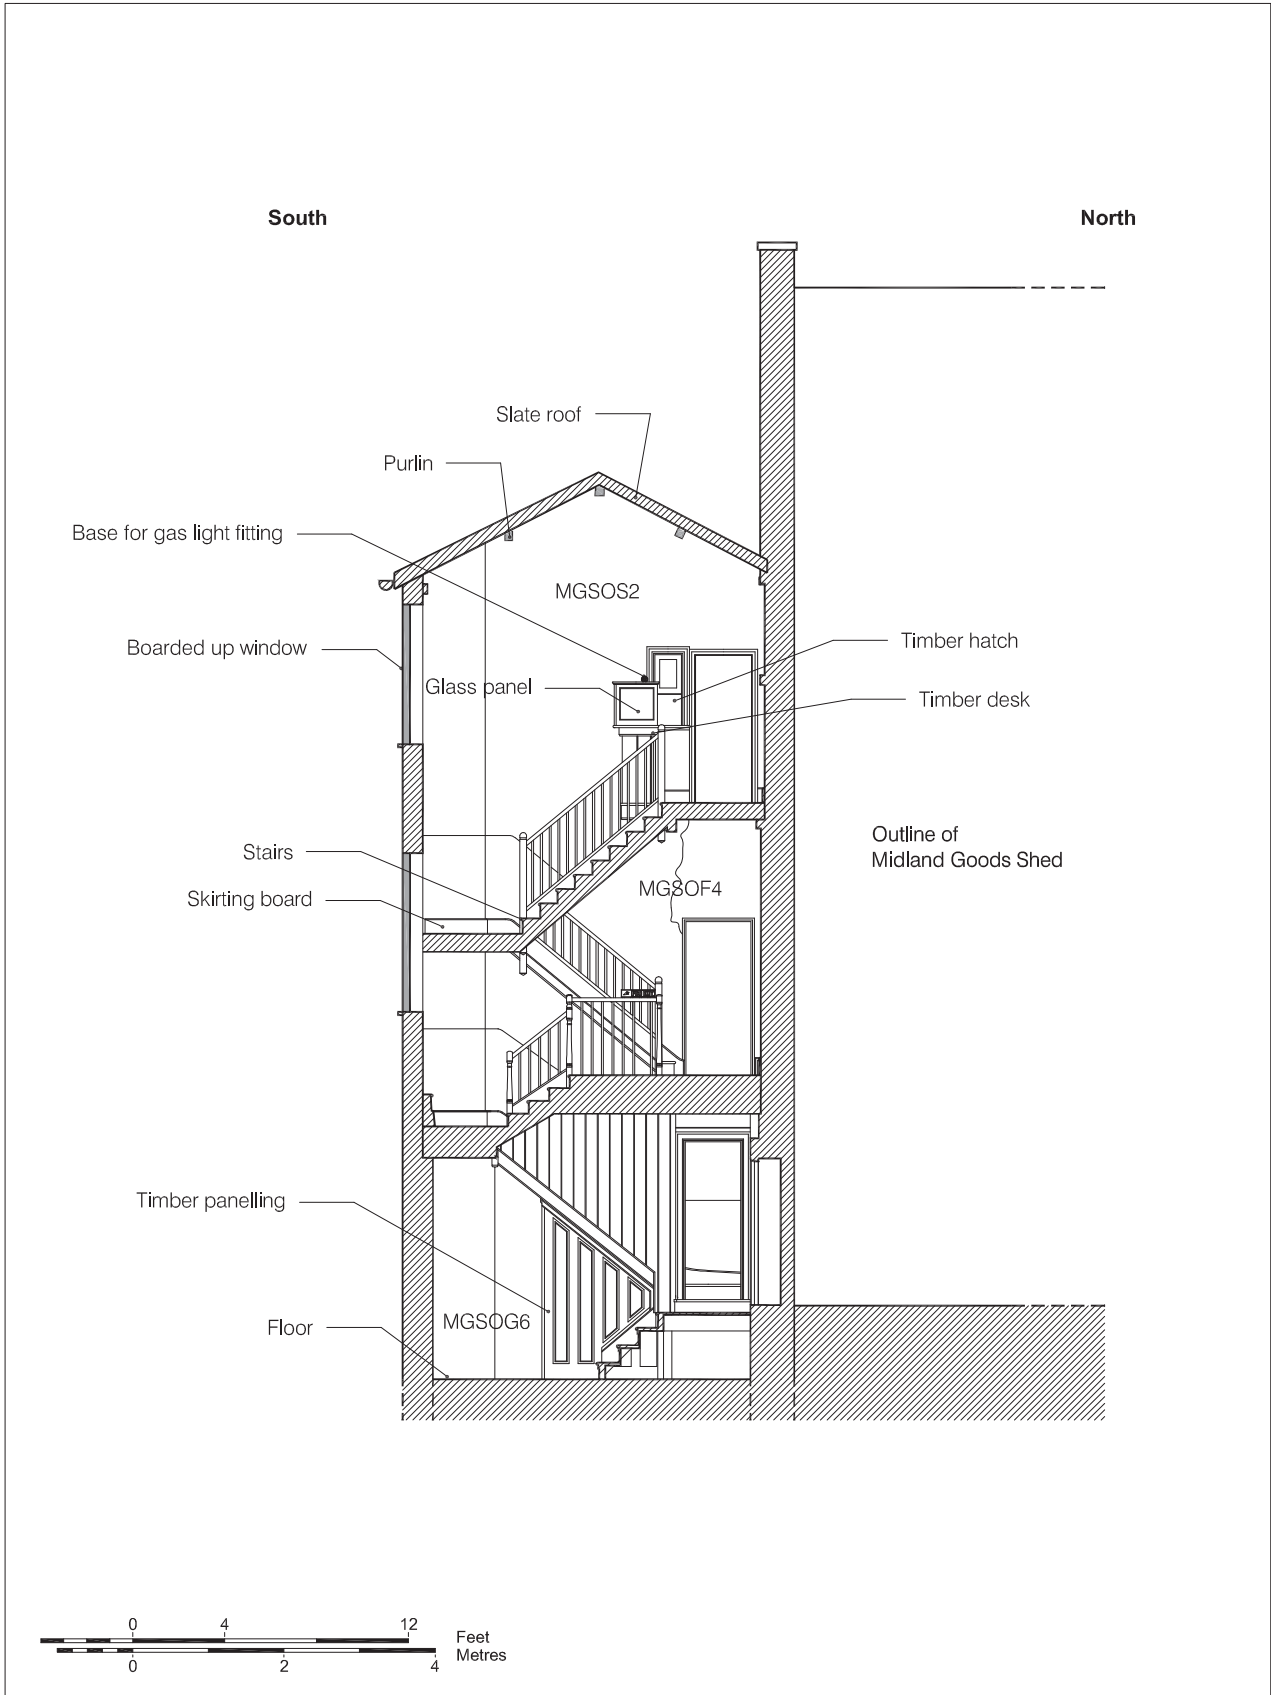 South
North
Slate roof
Purlin
Base for gas light fitting
MGSOS2
Boarded up window
Timber hatch
Glass panel
Timber desk
Outline of
Midland Goods Shed
Stairs
MGSOF4
Skirting board
Timber panelling
MGSOG6
Floor
0 4 12
Feet
Metres
0 2 4